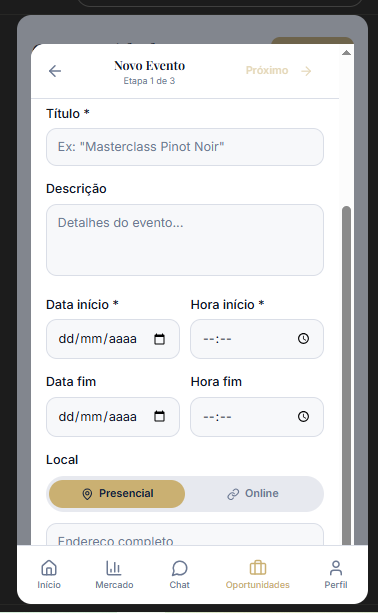 Novo Evento
Etapa 1 de 3
Próximo
Título *
Ex: "Masterclass Pinot Noir"
Descrição
Detalhes do evento...
Data início * Hora início *
dd/mm/aaaa --:--
Data fim Hora fim
dd/mm/aaaa --:--
Local
Presencial Online
Endereço completo
Início Mercado Chat Oportunidades Perfil